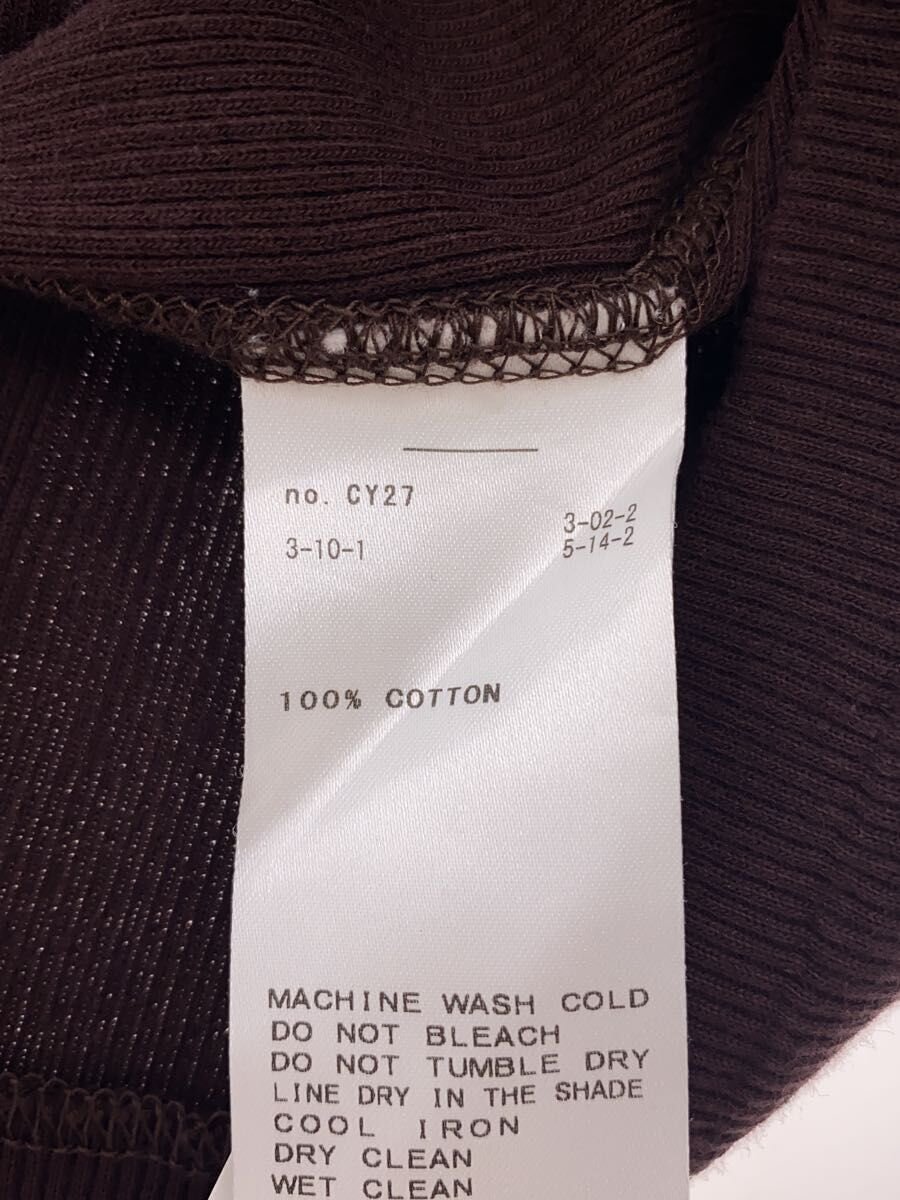 no. CY27
3-02-2
3-10-1
5-14-2
100% COTTON
MACHINE WASH COLD
DO NOT BLEACH
DO NOT TUMBLE DRY
LINE DRY IN THE SHADE
COOL IRON
DRY CLEAN
WET CLEAN